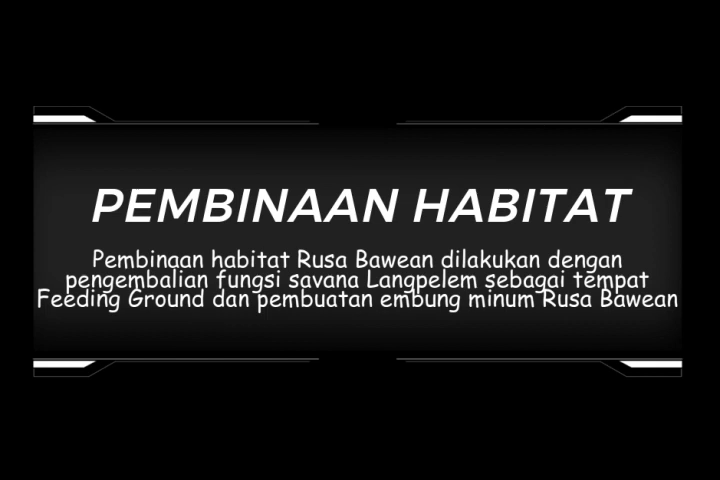 PEMBINAAN HABITAT
Pembinaan habitat Rusa Bawean dilakukan dengan
pengembalian fungsi savana Langpelem sebagai tempat
Feeding Ground dan pembuatan embung minum Rusa Bawean